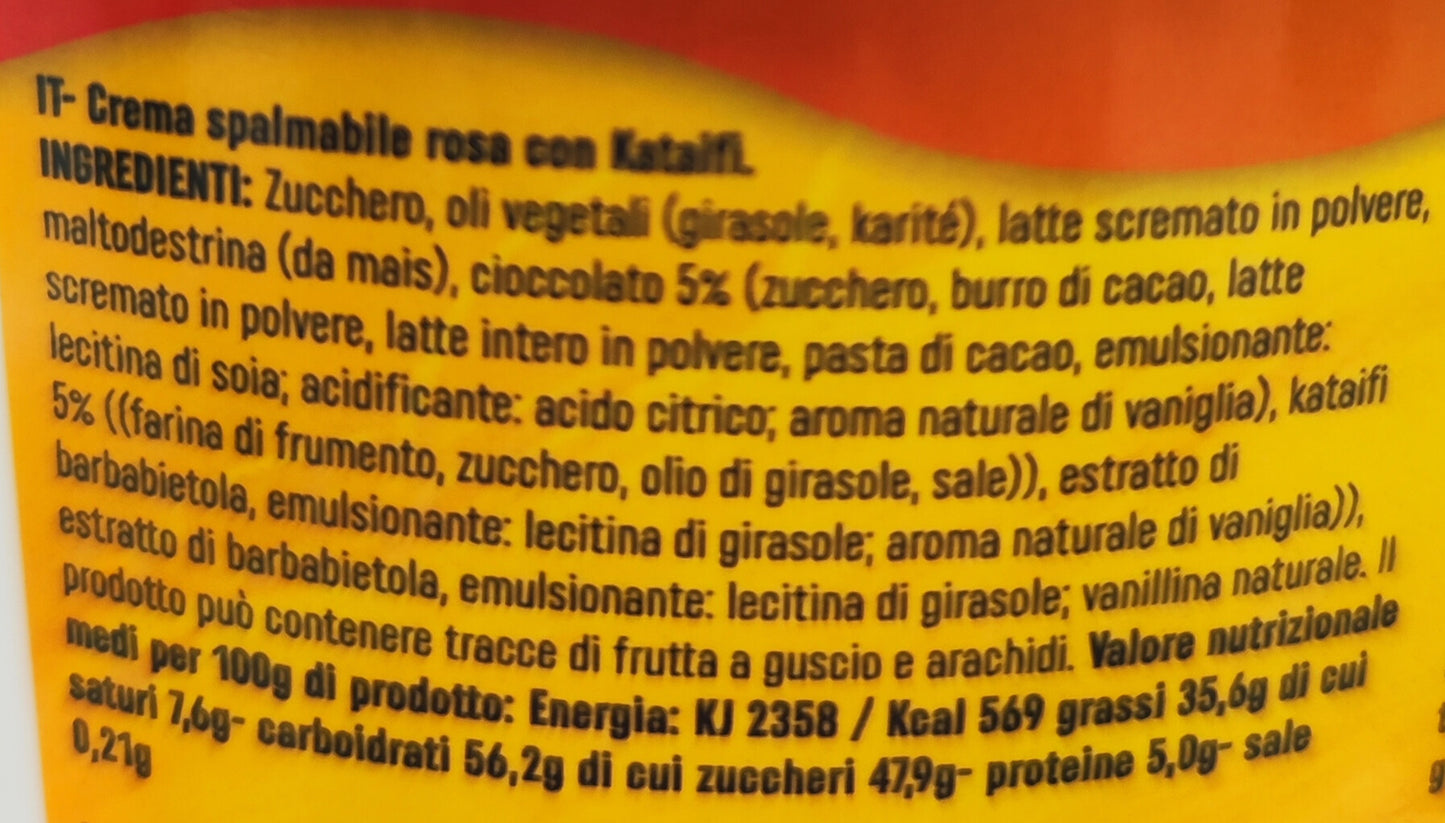 IT- Crema spalmabile rosa con Kataifi.
INGREDIENTI: Zucchero, oli vegetali (girasole, karité), latte scremato in polvere,
maltodestrina (da mais), cioccolato 5% (zucchero, burro di cacao, latte
scremato in polvere, latte intero in polvere, pasta di cacao, emulsionante:
lecitina di soia; acidificante: acido citrico; aroma naturale di vaniglia), kataifi
5% ((farina di frumento, zucchero, olio di girasole, sale)), estratto di
barbabietola, emulsionante: lecitina di girasole; aroma naturale di vaniglia)),
estratto di barbabietola, emulsionante: lecitina di girasole; vanillina naturale. Il
prodotto può contenere tracce di frutta a guscio e arachidi. Valore nutrizionale
medi per 100g di prodotto: Energia: KJ 2358 / Kcal 569 grassi 35,6g di cui
saturi 7,6g- carboidrati 56,2g di cui zuccheri 47,9g- proteine 5,0g- sale
0,21g